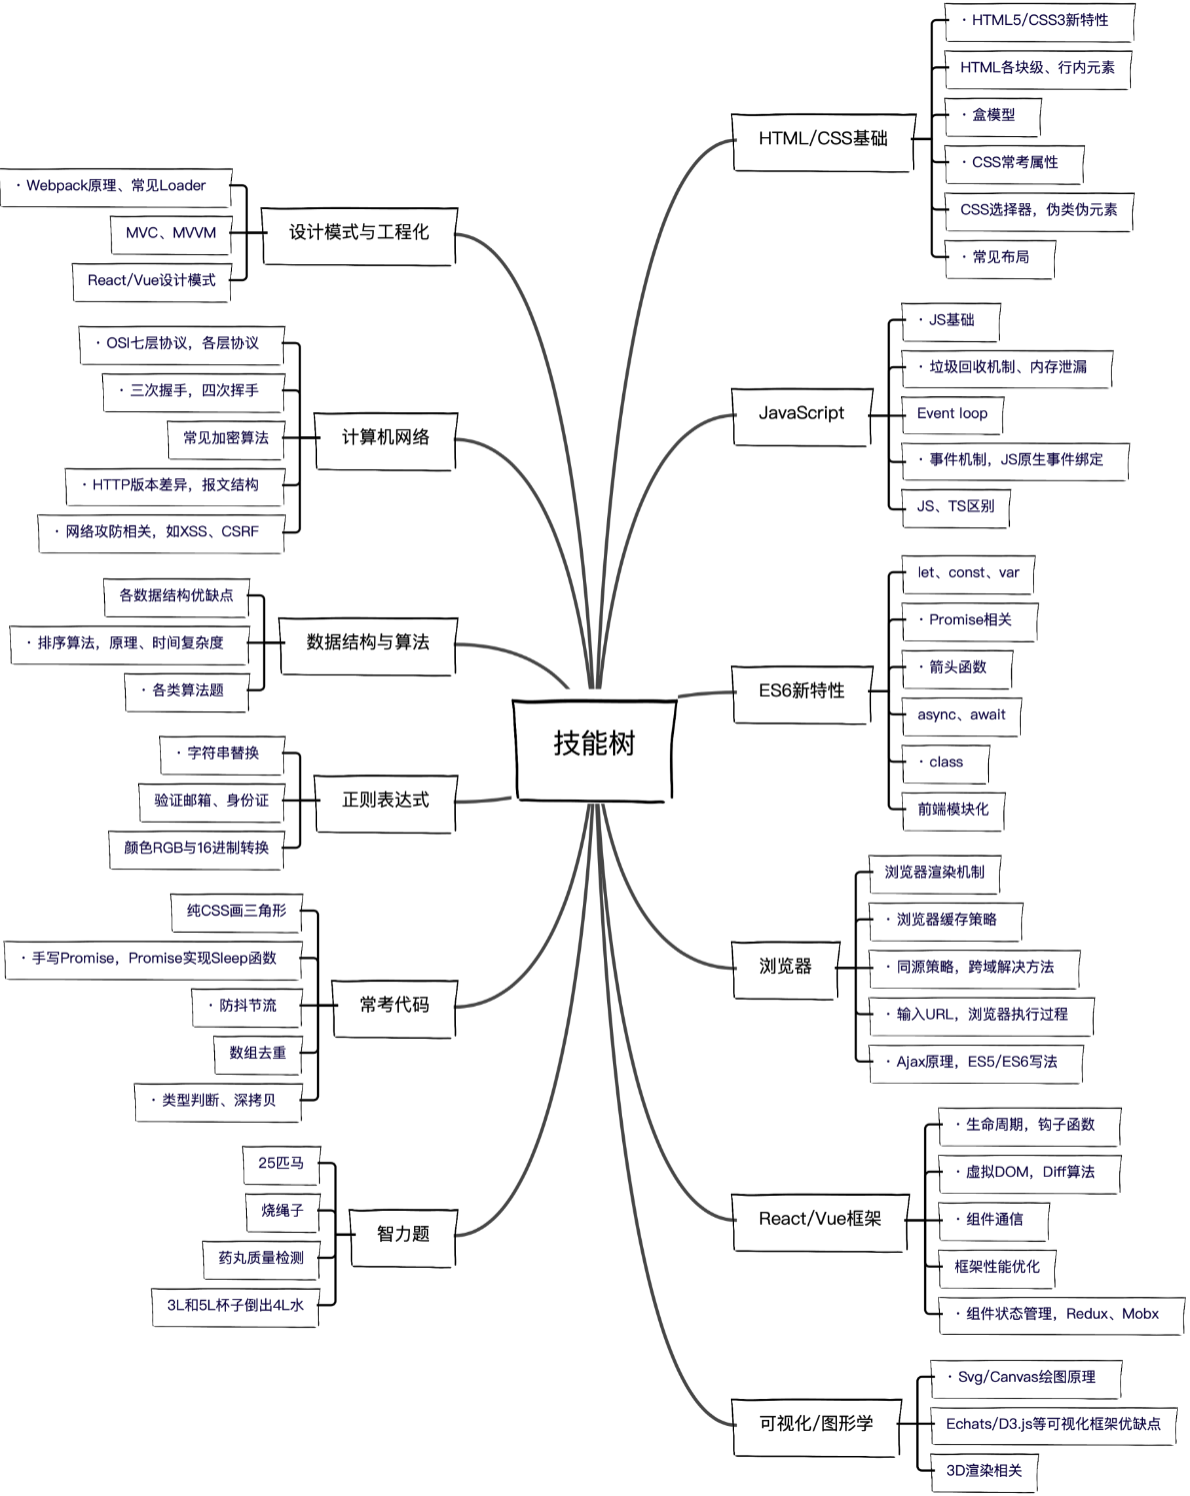 技能树
HTML/CSS基础
· HTML5/CSS3新特性
HTML各块级、行内元素
· 盒模型
· CSS常考属性
CSS选择器，伪类伪元素
· 常见布局
JavaScript
· JS基础
· 垃圾回收机制、内存泄漏
Event loop
· 事件机制，JS原生事件绑定
JS、TS区别
ES6新特性
let、const、var
· Promise相关
· 箭头函数
async、await
· class
前端模块化
浏览器
浏览器渲染机制
· 浏览器缓存策略
· 同源策略，跨域解决方法
· 输入URL，浏览器执行过程
· Ajax原理，ES5/ES6写法
React/Vue框架
· 生命周期，钩子函数
· 虚拟DOM，Diff算法
· 组件通信
框架性能优化
· 组件状态管理，Redux、Mobx
可视化/图形学
· Svg/Canvas绘图原理
Echats/D3.js等可视化框架优缺点
3D渲染相关
设计模式与工程化
· Webpack原理、常见Loader
MVC、MVVM
React/Vue设计模式
计算机网络
· OSI七层协议，各层协议
· 三次握手，四次挥手
常见加密算法
· HTTP版本差异，报文结构
· 网络攻防相关，如XSS、CSRF
数据结构与算法
各数据结构优缺点
· 排序算法，原理、时间复杂度
· 各类算法题
正则表达式
· 字符串替换
验证邮箱、身份证
颜色RGB与16进制转换
常考代码
纯CSS画三角形
· 手写Promise，Promise实现Sleep函数
· 防抖节流
数组去重
· 类型判断、深拷贝
智力题
25匹马
烧绳子
药丸质量检测
3L和5L杯子倒出4L水